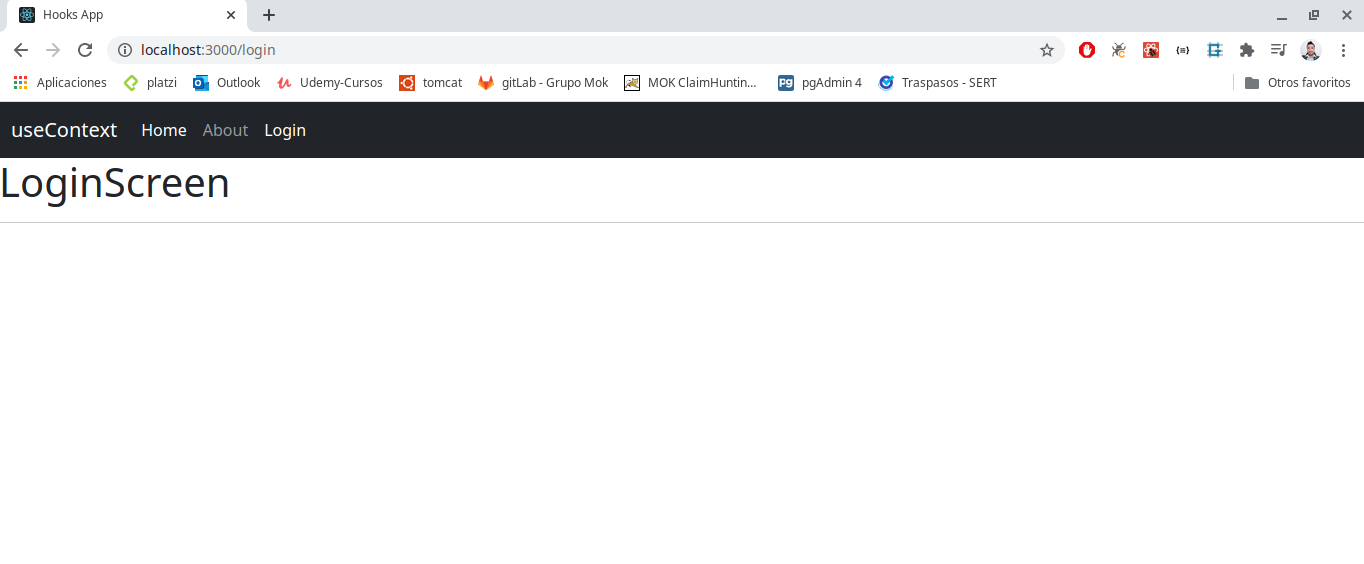 Hooks App
localhost:3000/login
Aplicaciones platzi Outlook Udemy-Cursos tomcat gitLab - Grupo Mok MOK ClaimHuntin... pgAdmin 4 Traspasos - SERT Otros favoritos
useContext Home About Login
LoginScreen